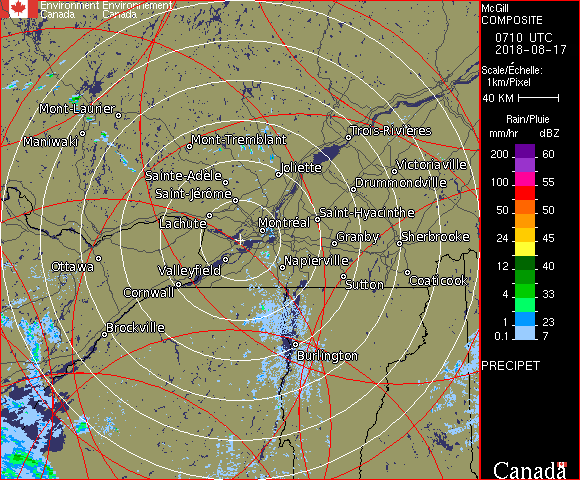 Environment Environnement
Canada Canada
McGill
COMPOSITE
0710 UTC
2018-08-17
Scale/Échelle:
1km/Pixel
40 KM
Rain/Pluie
mm/hr dBZ
200 60
100 55
50 50
24 45
12 40
4 33
1 23
0.1 7
PRECIPET
Canada
Mont-Laurier
Maniwaki
Mont-Tremblant
Trois-Rivières
Joliette
Victoriaville
Sainte-Adèle
Drummondville
Saint-Jérôme
Lachute
Saint-Hyacinthe
Montréal
Granby
Sherbrooke
Ottawa
Valleyfield
Napierville
Cornwall
Sutton
Coaticook
Brockville
Burlington